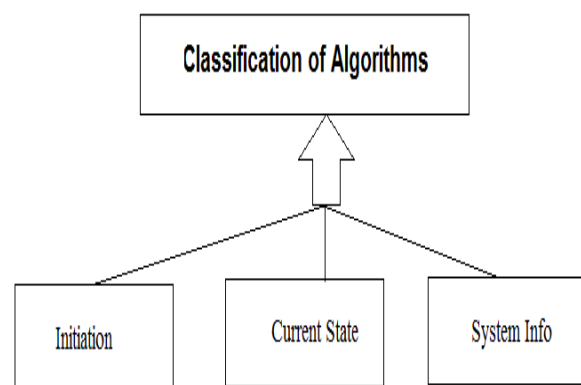 Classification of Algorithms
Initiation
Current State
System Info